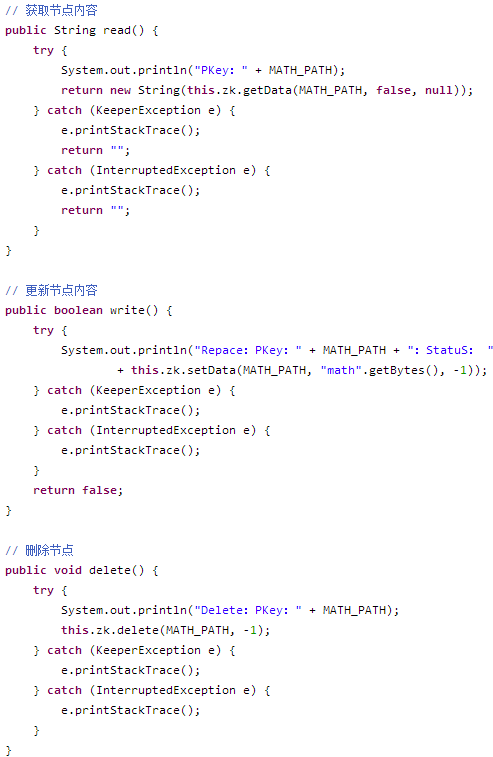 // 获取节点内容
public String read() {
    try {
        System.out.println("PKey: " + MATH_PATH);
        return new String(this.zk.getData(MATH_PATH, false, null));
    } catch (KeeperException e) {
        e.printStackTrace();
        return "";
    } catch (InterruptedException e) {
        e.printStackTrace();
        return "";
    }
}

// 更新节点内容
public boolean write() {
    try {
        System.out.println("Repace: PKey: " + MATH_PATH + ": StatuS:  "
                + this.zk.setData(MATH_PATH, "math".getBytes(), -1));
    } catch (KeeperException e) {
        e.printStackTrace();
    } catch (InterruptedException e) {
        e.printStackTrace();
    }
    return false;
}

// 删除节点
public void delete() {
    try {
        System.out.println("Delete: PKey: " + MATH_PATH);
        this.zk.delete(MATH_PATH, -1);
    } catch (KeeperException e) {
        e.printStackTrace();
    } catch (InterruptedException e) {
        e.printStackTrace();
    }
}